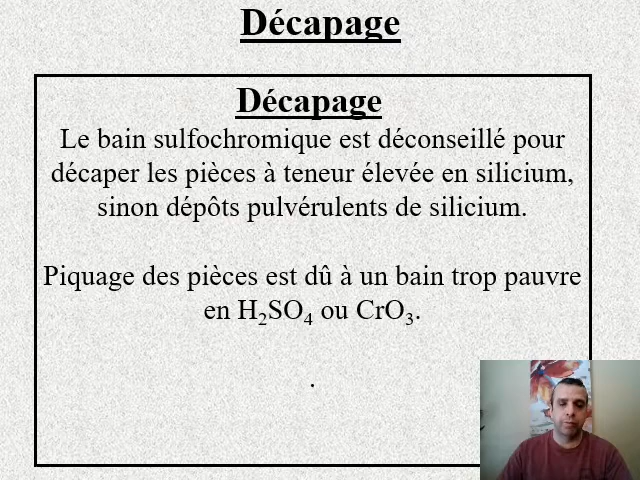 Décapage
Décapage
Le bain sulfochromique est déconseillé pour
décaper les pièces à teneur élevée en silicium,
sinon dépôts pulvérulents de silicium.
Piquage des pièces est dû à un bain trop pauvre
en H₂SO₄ ou CrO₃.
.